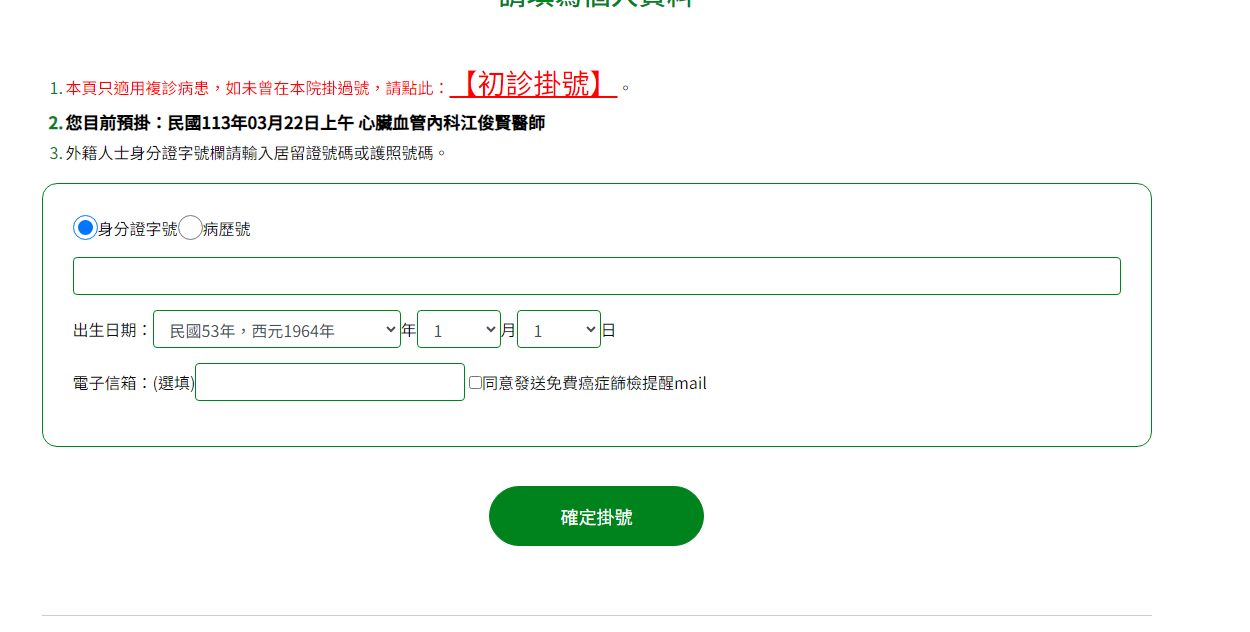 請填寫個人資料
1. 本頁只適用複診病患，如未曾在本院掛過號，請點此：【初診掛號】。
2. 您目前預掛：民國113年03月22日上午 心臟血管內科江俊賢醫師
3. 外籍人士身分證字號欄請輸入居留證號碼或護照號碼。
身分證字號 病歷號
出生日期： 民國53年，西元1964年 年 1 月 1 日
電子信箱：(選填) 同意發送免費癌症篩檢提醒mail
確定掛號